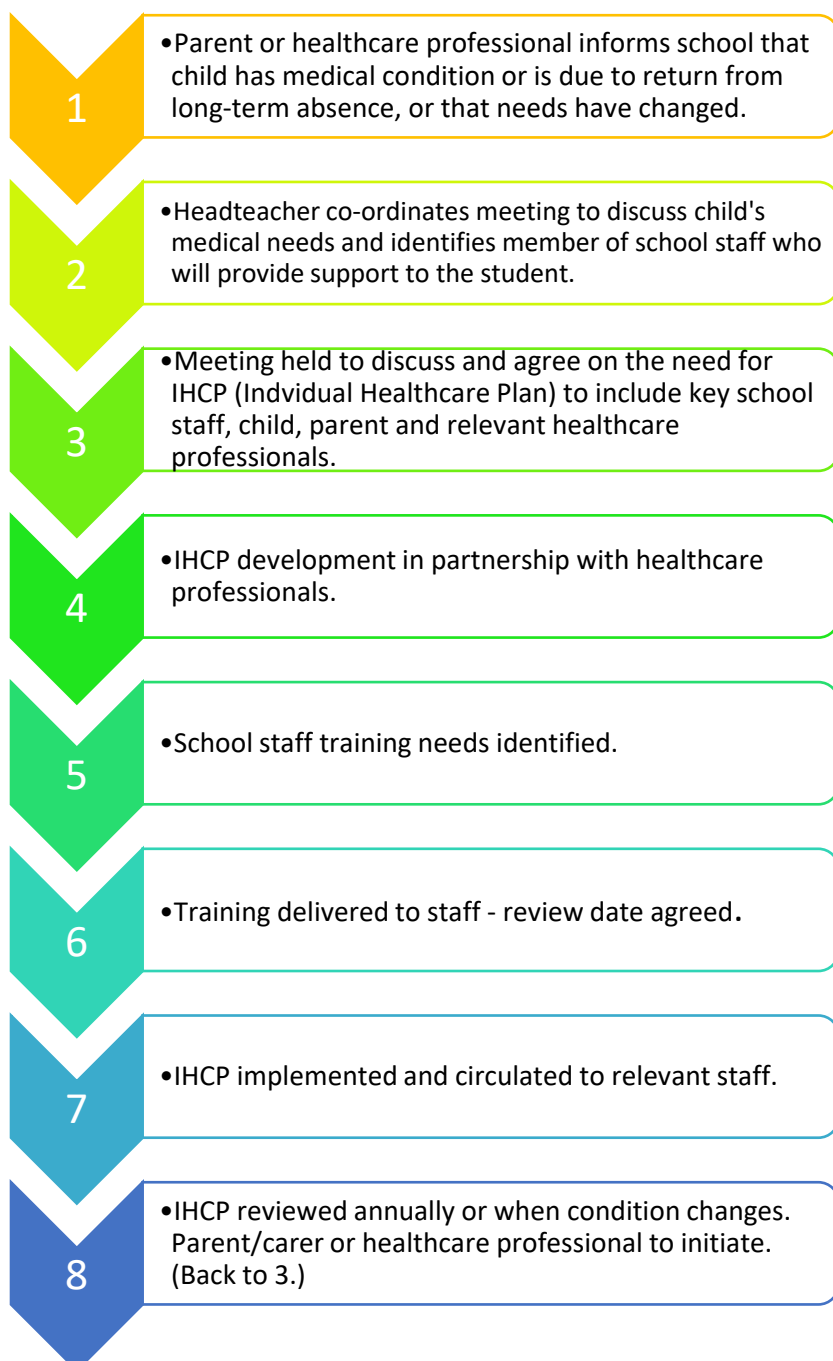 1
•Parent or healthcare professional informs school that
child has medical condition or is due to return from
long-term absence, or that needs have changed.
2
•Headteacher co-ordinates meeting to discuss child's
medical needs and identifies member of school staff who
will provide support to the student.
3
•Meeting held to discuss and agree on the need for
IHCP (Indvidual Healthcare Plan) to include key school
staff, child, parent and relevant healthcare
professionals.
4
•IHCP development in partnership with healthcare
professionals.
5
•School staff training needs identified.
6
•Training delivered to staff - review date agreed.
7
•IHCP implemented and circulated to relevant staff.
8
•IHCP reviewed annually or when condition changes.
Parent/carer or healthcare professional to initiate.
(Back to 3.)